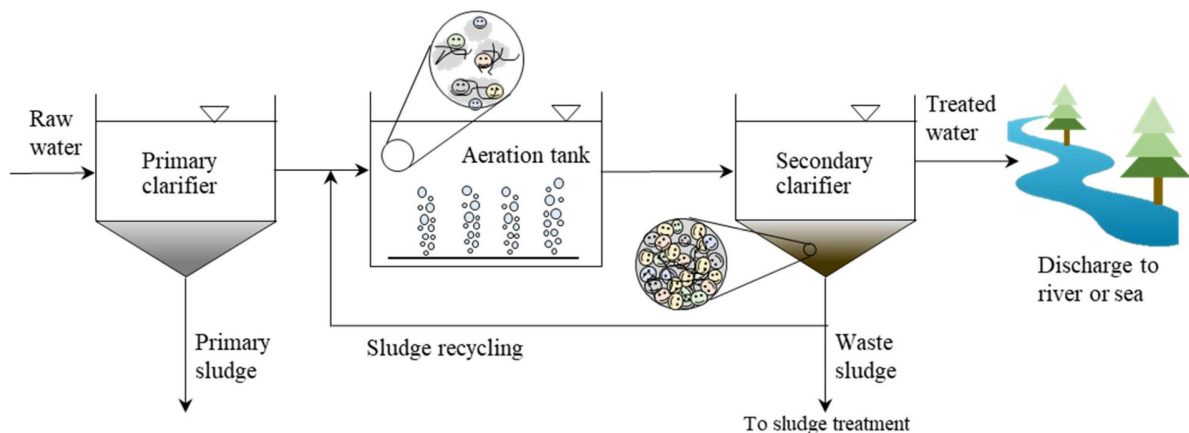 Raw
water
Primary
clarifier
Aeration tank
Secondary
clarifier
Treated
water
Discharge to
river or sea
Primary
sludge
Sludge recycling
Waste
sludge
To sludge treatment